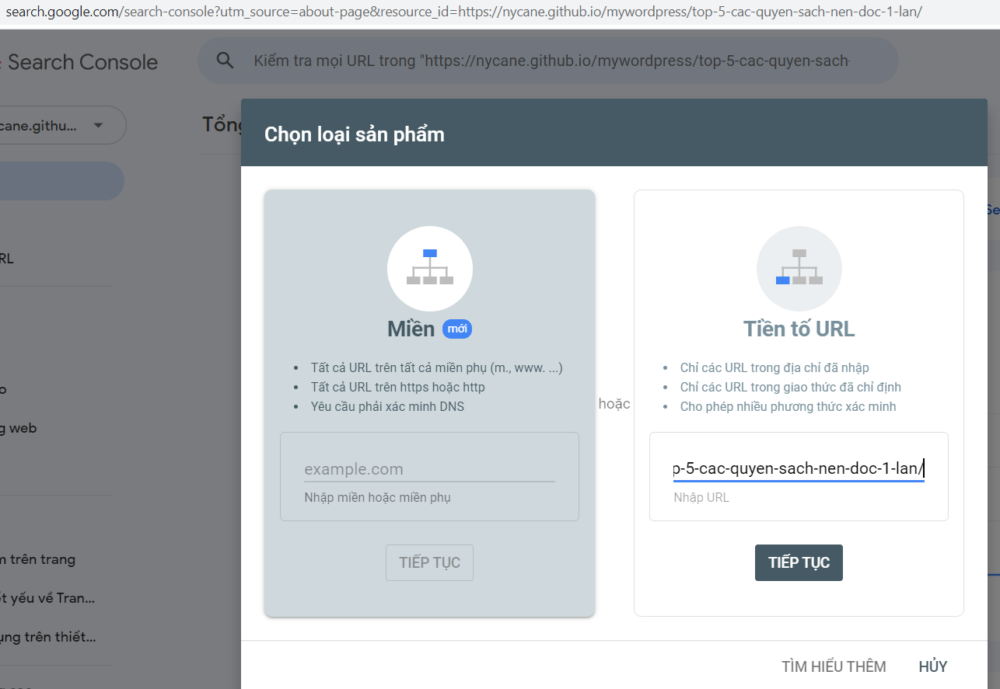 search.google.com/search-console?utm_source=about-page&resource_id=https://nycane.github.io/mywordpress/top-5-cac-quyen-sach-nen-doc-1-lan/
Search Console
Kiểm tra mọi URL trong "https://nycane.github.io/mywordpress/top-5-cac-quyen-sach-
cane.githu...
Tổng
Chọn loại sản phẩm
Miền mới
Tất cả URL trên tất cả miền phụ (m., www. ...)
Tất cả URL trên https hoặc http
Yêu cầu phải xác minh DNS
example.com
Nhập miền hoặc miền phụ
TIẾP TỤC
hoặc
Tiền tố URL
Chỉ các URL trong địa chỉ đã nhập
Chỉ các URL trong giao thức đã chỉ định
Cho phép nhiều phương thức xác minh
p-5-cac-quyen-sach-nen-doc-1-lan/
Nhập URL
TIẾP TỤC
TÌM HIỂU THÊM
HỦY
Se
RL
o
g web
m trên trang
ết yếu về Tran...
ụng trên thiết...